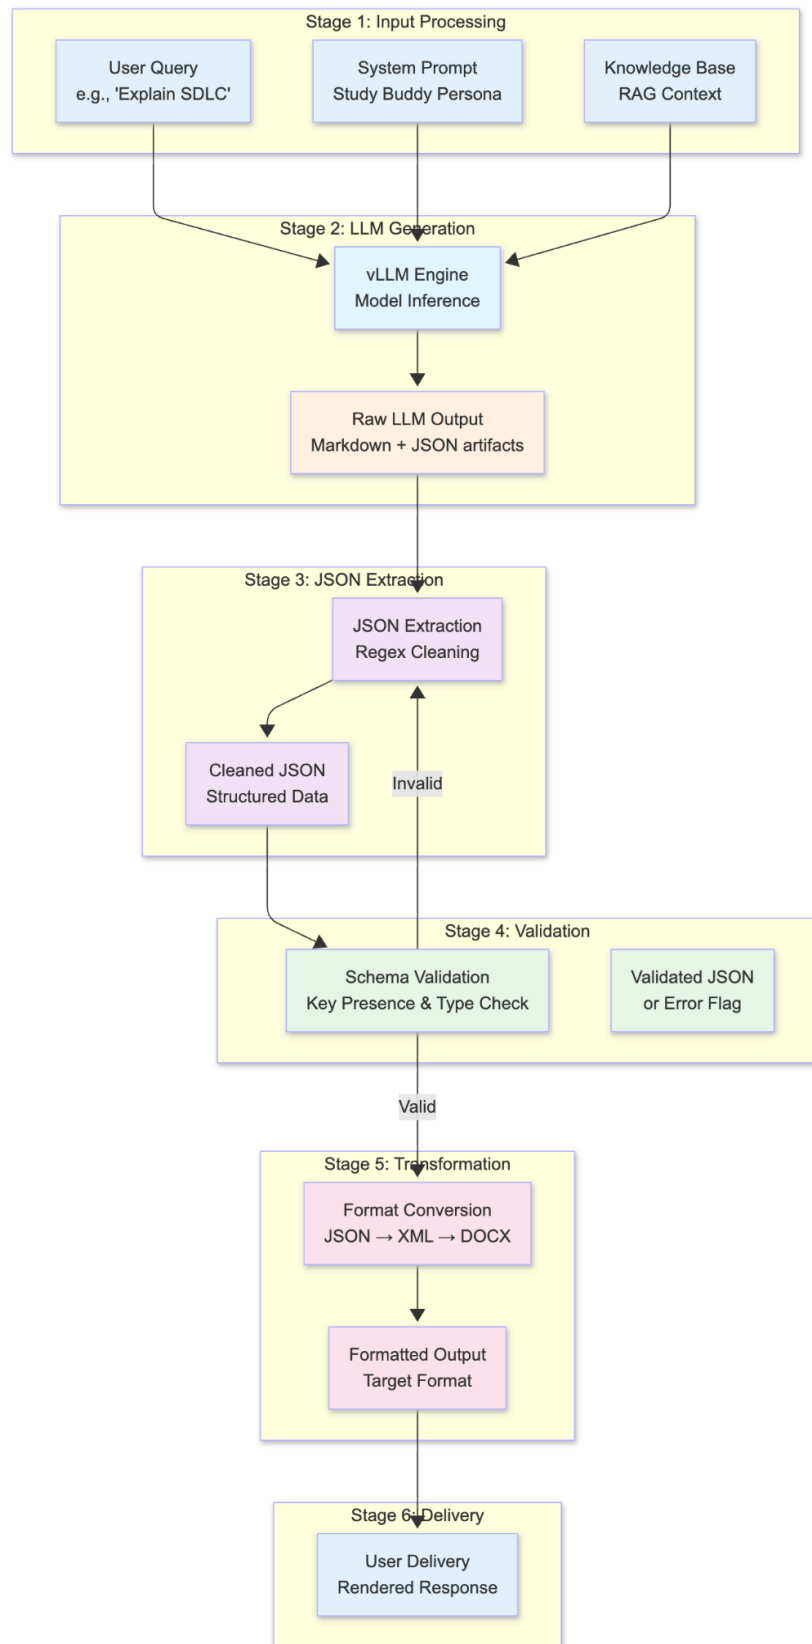 Stage 1: Input Processing
User Query
e.g., 'Explain SDLC'
System Prompt
Study Buddy Persona
Knowledge Base
RAG Context
Stage 2: LLM Generation
vLLM Engine
Model Inference
Raw LLM Output
Markdown + JSON artifacts
Stage 3: JSON Extraction
JSON Extraction
Regex Cleaning
Cleaned JSON
Structured Data
Invalid
Stage 4: Validation
Schema Validation
Key Presence & Type Check
Validated JSON
or Error Flag
Valid
Stage 5: Transformation
Format Conversion
JSON → XML → DOCX
Formatted Output
Target Format
Stage 6: Delivery
User Delivery
Rendered Response